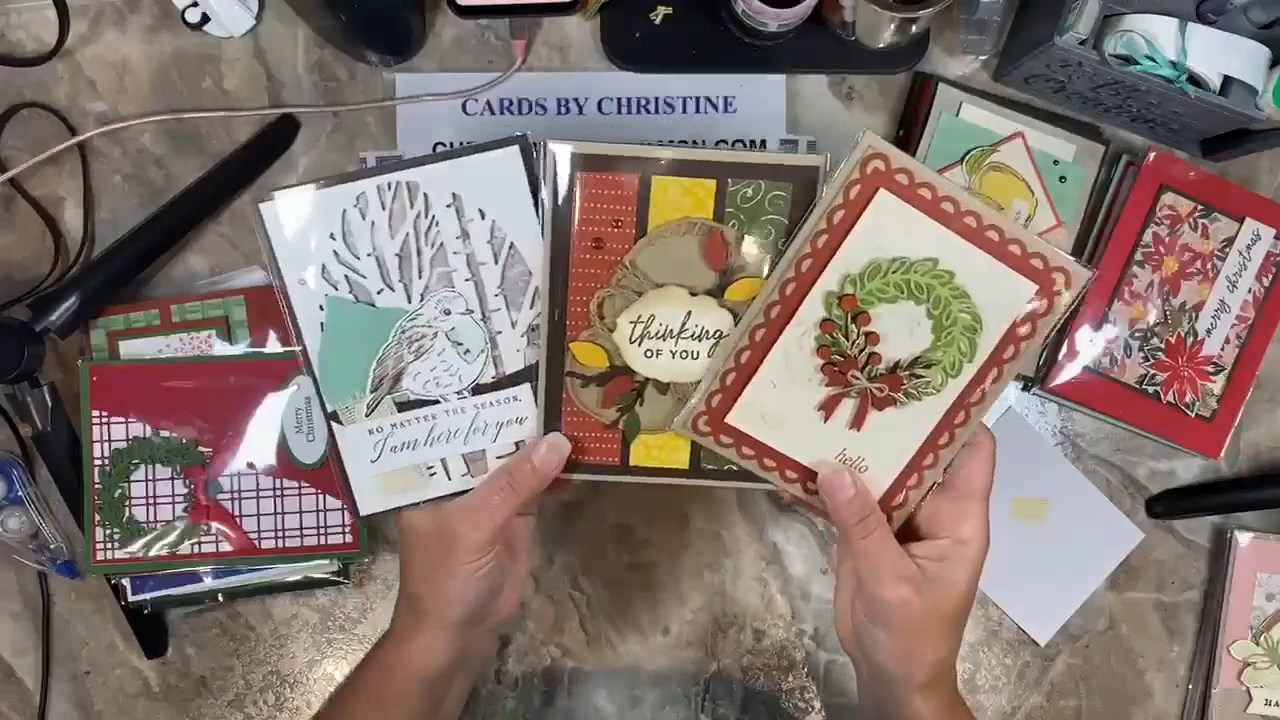 CARDS BY CHRISTINE
NO MATTER THE SEASON,
I am here for you
thinking
OF YOU
hello
merry christmas
Merry
Christmas